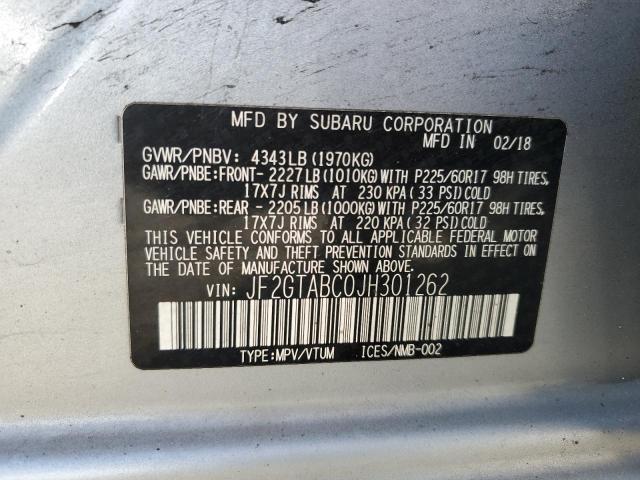 MFD BY SUBARU CORPORATION
MFD IN 02/18
GVWR/PNBV: 4343LB (1970KG)
GAWR/PNBE:FRONT- 2227LB (1010KG) WITH P225/60R17 98H TIRES,
17X7J RIMS AT 230 KPA ( 33 PSI) COLD
GAWR/PNBE:REAR - 2205LB (1000KG) WITH P225/60R17 98H TIRES,
17X7J RIMS AT 220 KPA ( 32 PSI) COLD
THIS VEHICLE CONFORMS TO ALL APPLICABLE FEDERAL MOTOR
VEHICLE SAFETY AND THEFT PREVENTION STANDARDS IN EFFECT ON
THE DATE OF MANUFACTURE SHOWN ABOVE.
VIN: JF2GTABC0JH301262
TYPE:MPV/VTUM ICES/NMB-002